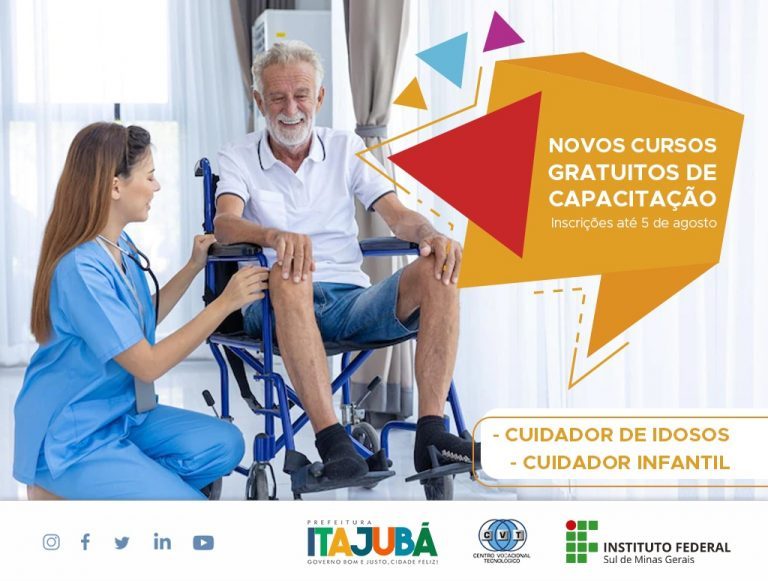 NOVOS CURSOS
GRATUITOS DE
CAPACITAÇÃO
Inscrições até 5 de agosto
- CUIDADOR DE IDOSOS
- CUIDADOR INFANTIL
PREFEITURA
ITAJUBÁ
GOVERNO BOM E JUSTO, CIDADE FELIZ!
CVT
CENTRO VOCACIONAL
TECNOLÓGICO
INSTITUTO FEDERAL
Sul de Minas Gerais